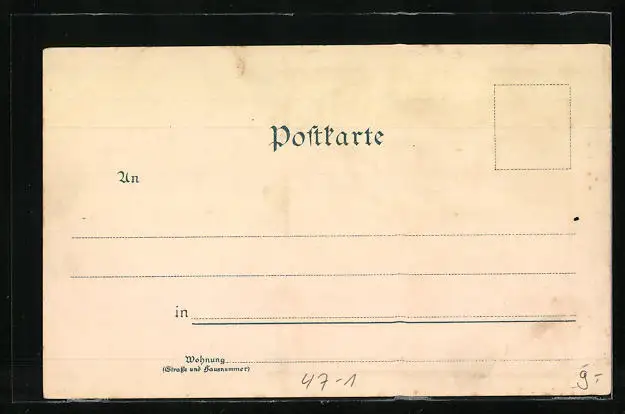 Postkarte
An
in
Wohnung
(Straße und Hausnummer)
47-1
9.-